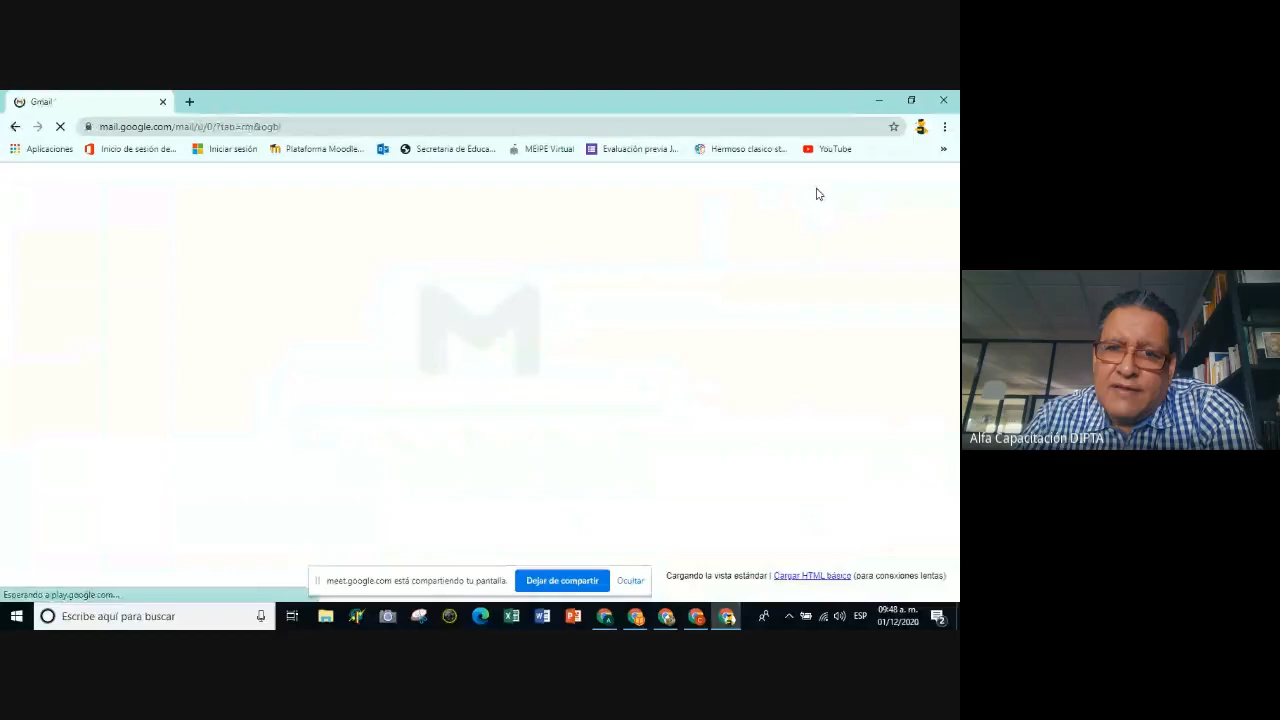 Gmail
mail.google.com/mail/u/0/?tab=rm&ogbl
Aplicaciones
Inicio de sesión de...
Iniciar sesión
Plataforma Moodle...
Secretaría de Educa...
MEIPE Virtual
Evaluación previa J...
Hermoso clasico st...
YouTube
»
Alfa Capacitación DIPTA
Cargando la vista estándar | Cargar HTML básico (para conexiones lentas)
meet.google.com está compartiendo tu pantalla.
Dejar de compartir
Ocultar
Esperando a play.google.com...
Escribe aquí para buscar
ESP
09:48 a. m.
01/12/2020
2